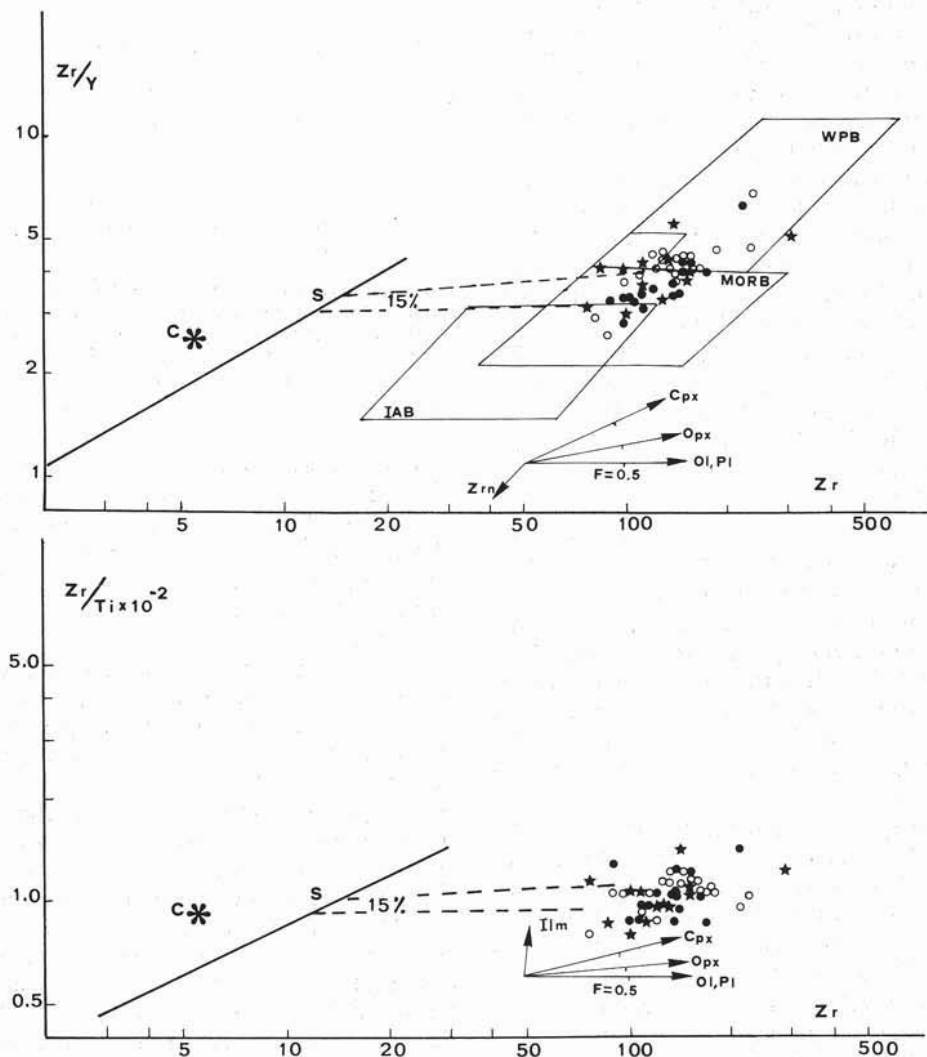 Zr/Y
10
WPB
5
S
15%
MORB
C
2
IAB
Cpx
Opx
Ol,Pl
F=0.5
Zrn
1
Zr
5 10 20 50 100 500
Zr/Ti x10-2
5.0
1.0
S
15%
C
Ilm
Cpx
Opx
Ol,Pl
F=0.5
0.5
Zr
5 10 20 50 100 500